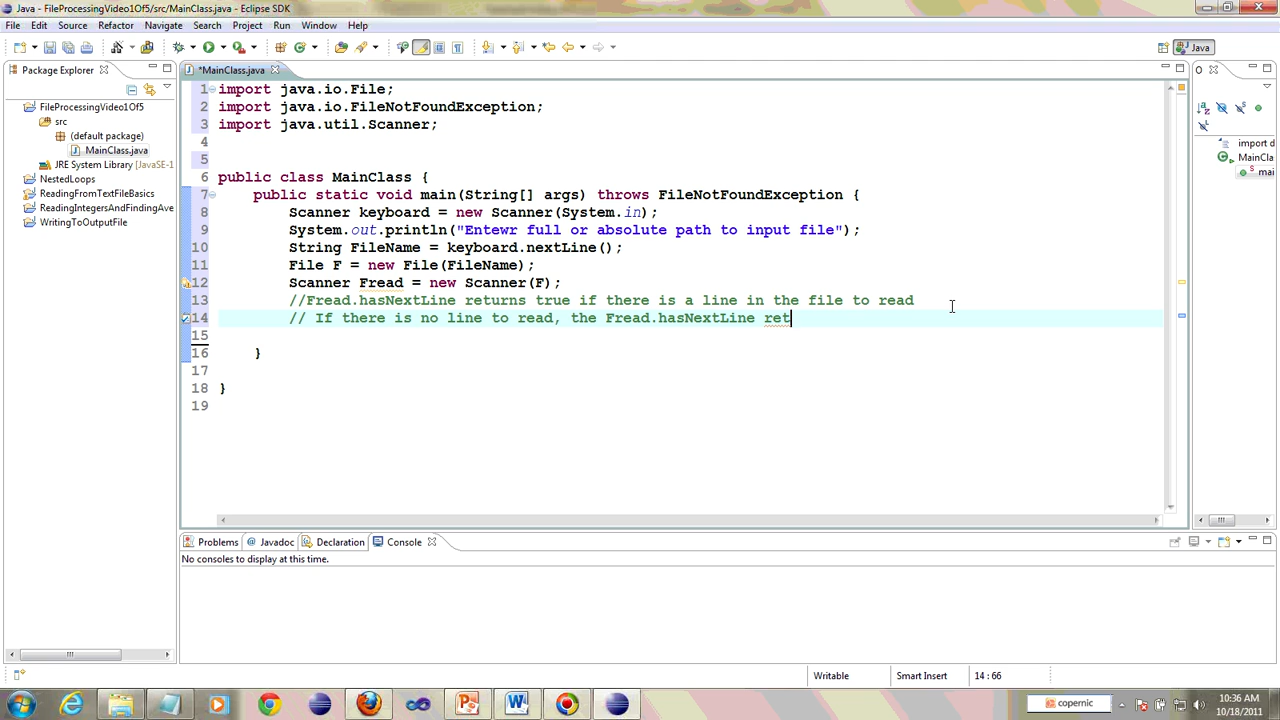 Java - FileProcessingVideo1Of5/src/MainClass.java - Eclipse SDK
File Edit Source Refactor Navigate Search Project Run Window Help
Java
Package Explorer
*MainClass.java
O
FileProcessingVideo1Of5
src
(default package)
MainClass.java
JRE System Library [JavaSE-1
NestedLoops
ReadingFromTextFileBasics
ReadingIntegersAndFindingAve
WritingToOutputFile
1 import java.io.File;
2 import java.io.FileNotFoundException;
3 import java.util.Scanner;
4
5
6 public class MainClass {
7 public static void main(String[] args) throws FileNotFoundException {
8 Scanner keyboard = new Scanner(System.in);
9 System.out.println("Entewr full or absolute path to input file");
10 String FileName = keyboard.nextLine();
11 File F = new File(FileName);
12 Scanner Fread = new Scanner(F);
13 //Fread.hasNextLine returns true if there is a line in the file to read
14 // If there is no line to read, the Fread.hasNextLine ret
15
16 }
17
18 }
19
import d
MainCla
mai
Problems Javadoc Declaration Console
No consoles to display at this time.
Writable Smart Insert 14 : 66
copernic
10:36 AM
10/18/2011